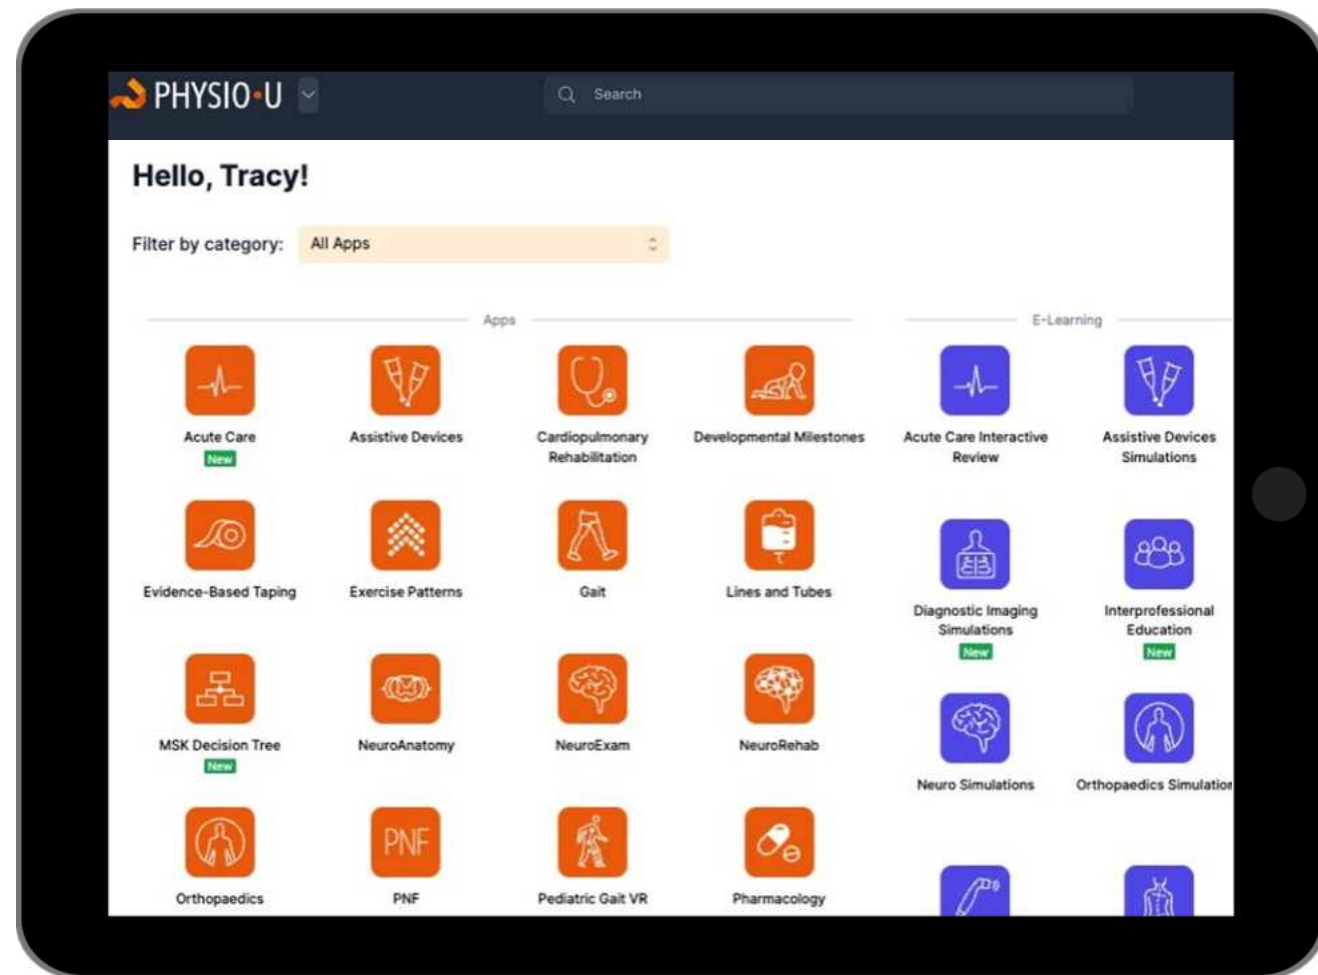 PHYSIO•U
Search
Hello, Tracy!
Filter by category:
All Apps
Apps
Acute Care
New
Assistive Devices
Cardiopulmonary
Rehabilitation
Developmental Milestones
Evidence-Based Taping
Exercise Patterns
Gait
Lines and Tubes
MSK Decision Tree
New
NeuroAnatomy
NeuroExam
NeuroRehab
Orthopaedics
PNF
PNF
Pediatric Gait VR
Pharmacology
E-Learning
Acute Care Interactive
Review
Assistive Devices
Simulations
Diagnostic Imaging
Simulations
New
Interprofessional
Education
New
Neuro Simulations
Orthopaedics Simulation